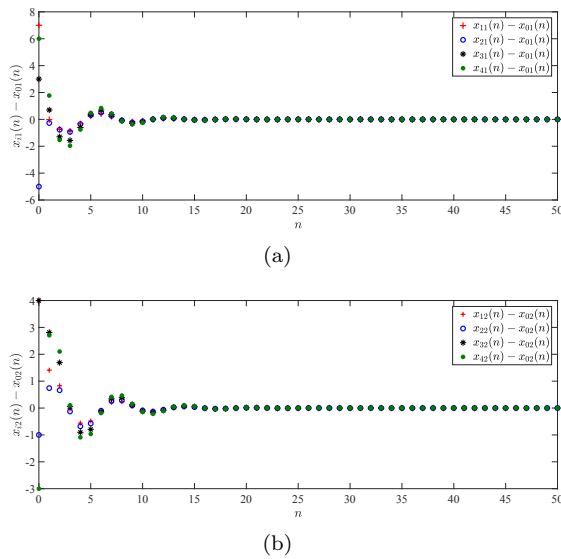 8
6
4
2
0
-2
-4
-6
0 5 10 15 20 25 30 35 40 45 50
x_{i1}(n) − x_{01}(n)
n
x_{11}(n) − x_{01}(n)
x_{21}(n) − x_{01}(n)
x_{31}(n) − x_{01}(n)
x_{41}(n) − x_{01}(n)
(a)
4
3
2
1
0
-1
-2
-3
0 5 10 15 20 25 30 35 40 45 50
x_{i2}(n) − x_{02}(n)
n
x_{12}(n) − x_{02}(n)
x_{22}(n) − x_{02}(n)
x_{32}(n) − x_{02}(n)
x_{42}(n) − x_{02}(n)
(b)